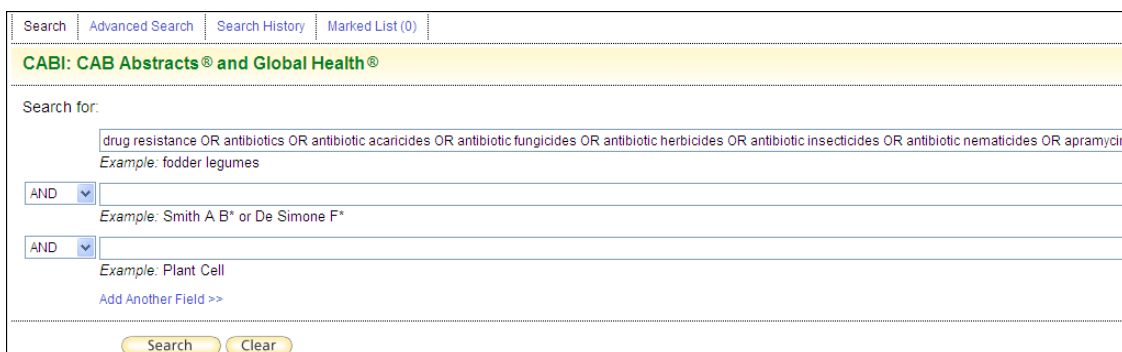 Search Advanced Search Search History Marked List (0)
CABI: CAB Abstracts® and Global Health®
Search for:
drug resistance OR antibiotics OR antibiotic acaricides OR antibiotic fungicides OR antibiotic herbicides OR antibiotic insecticides OR antibiotic nematicides OR apramycin
Example: fodder legumes
AND
Example: Smith A B* or De Simone F*
AND
Example: Plant Cell
Add Another Field >>
Search Clear